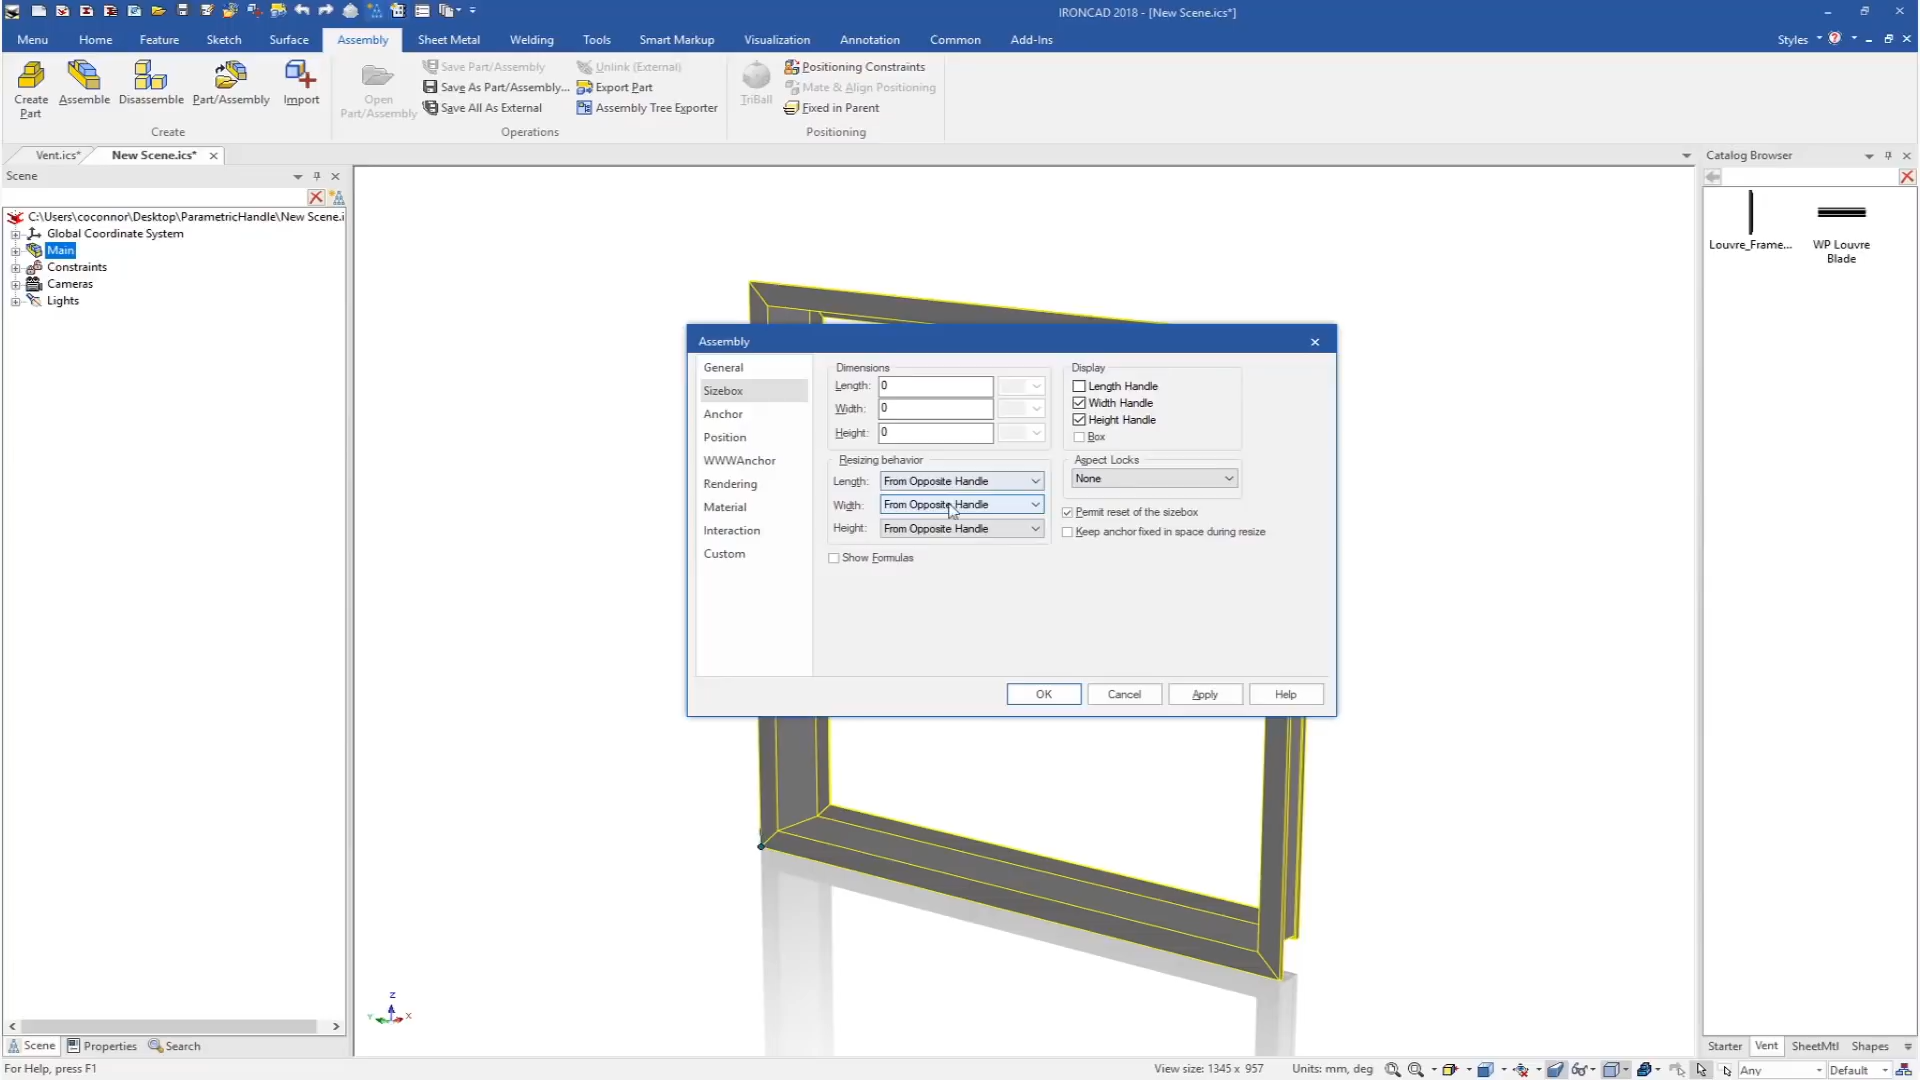 IRONCAD 2018 - [New Scene.ics*]
Menu Home Feature Sketch Surface Assembly Sheet Metal Welding Tools Smart Markup Visualization Annotation Common Add-Ins Styles
Create Part
Assemble
Disassemble
Part/Assembly
Import
Create
Open Part/Assembly
Save Part/Assembly
Save As Part/Assembly...
Save All As External
Unlink (External)
Export Part
Assembly Tree Exporter
Operations
TriBall
Positioning Constraints
Mate & Align Positioning
Fixed in Parent
Positioning
Vent.ics*
New Scene.ics*
Scene
C:\Users\coconnor\Desktop\ParametricHandle\New Scene.i
Global Coordinate System
Main
Constraints
Cameras
Lights
Assembly
General
Sizebox
Anchor
Position
WWWAnchor
Rendering
Material
Interaction
Custom
Dimensions
Length: 0
Width: 0
Height: 0
Resizing behavior
Length: From Opposite Handle
Width: From Opposite Handle
Height: From Opposite Handle
Show Formulas
Display
Length Handle
Width Handle
Height Handle
Box
Aspect Locks
None
Permit reset of the sizebox
Keep anchor fixed in space during resize
OK Cancel Apply Help
Z
Y X
Catalog Browser
Louvre_Frame...
WP Louvre Blade
Scene Properties Search
Starter Vent SheetMtl Shapes
For Help, press F1
View size: 1345 x 957 Units: mm, deg Any Default